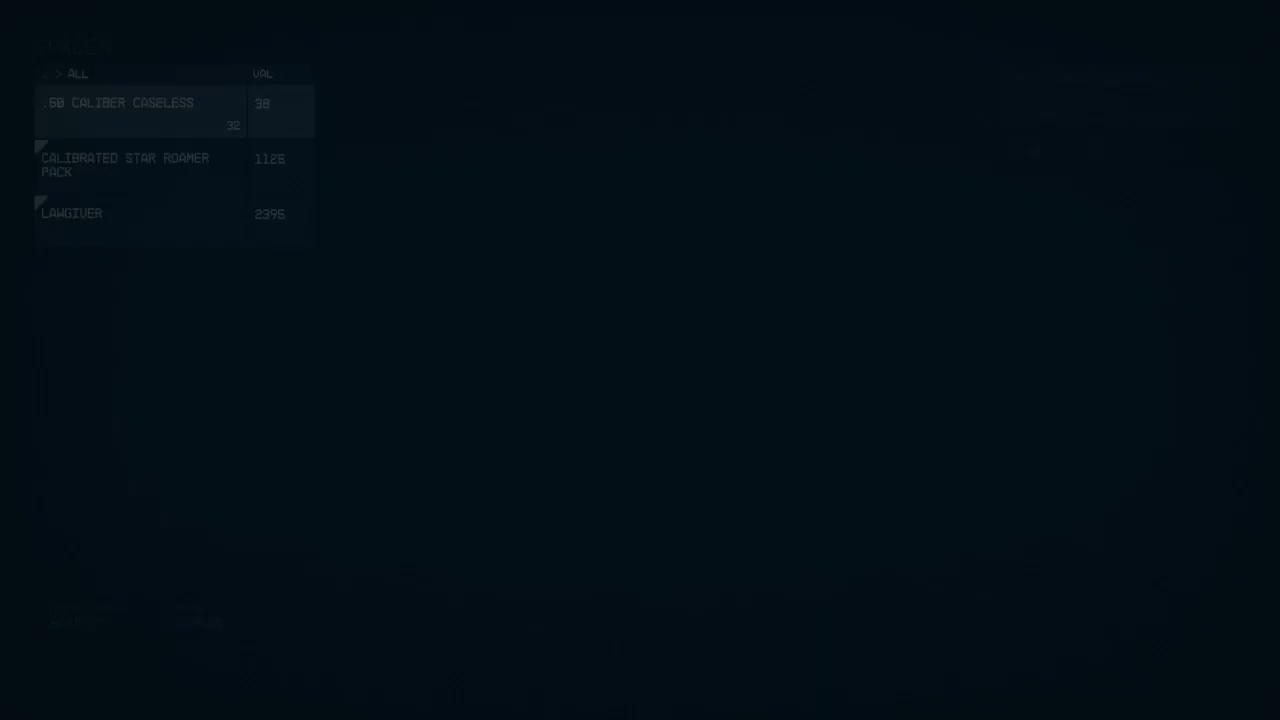 > ALL VAL
.50 CALIBER CASELESS 38
32
CALIBRATED STAR ROAMER 1125
PACK
LAWGIVER 2395